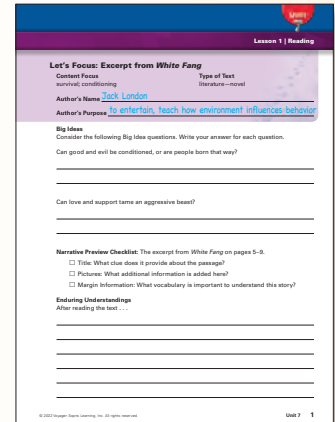 Lesson 1 | Reading
Let's Focus: Excerpt from White Fang
Content Focus
survival; conditioning
Type of Text
literature—novel
Author's Name Jack London
Author's Purpose to entertain, teach how environment influences behavior
Big Ideas
Consider the following Big Idea questions. Write your answer for each question.
Can good and evil be conditioned, or are people born that way?
Can love and support tame an aggressive beast?
Narrative Preview Checklist: The excerpt from White Fang on pages 5–9.
☐ Title: What clue does it provide about the passage?
☐ Pictures: What additional information is added here?
☐ Margin Information: What vocabulary is important to understand this story?
Enduring Understandings
After reading the text . . .
© 2022 Voyager Sopris Learning, Inc. All rights reserved.
Unit 7 1